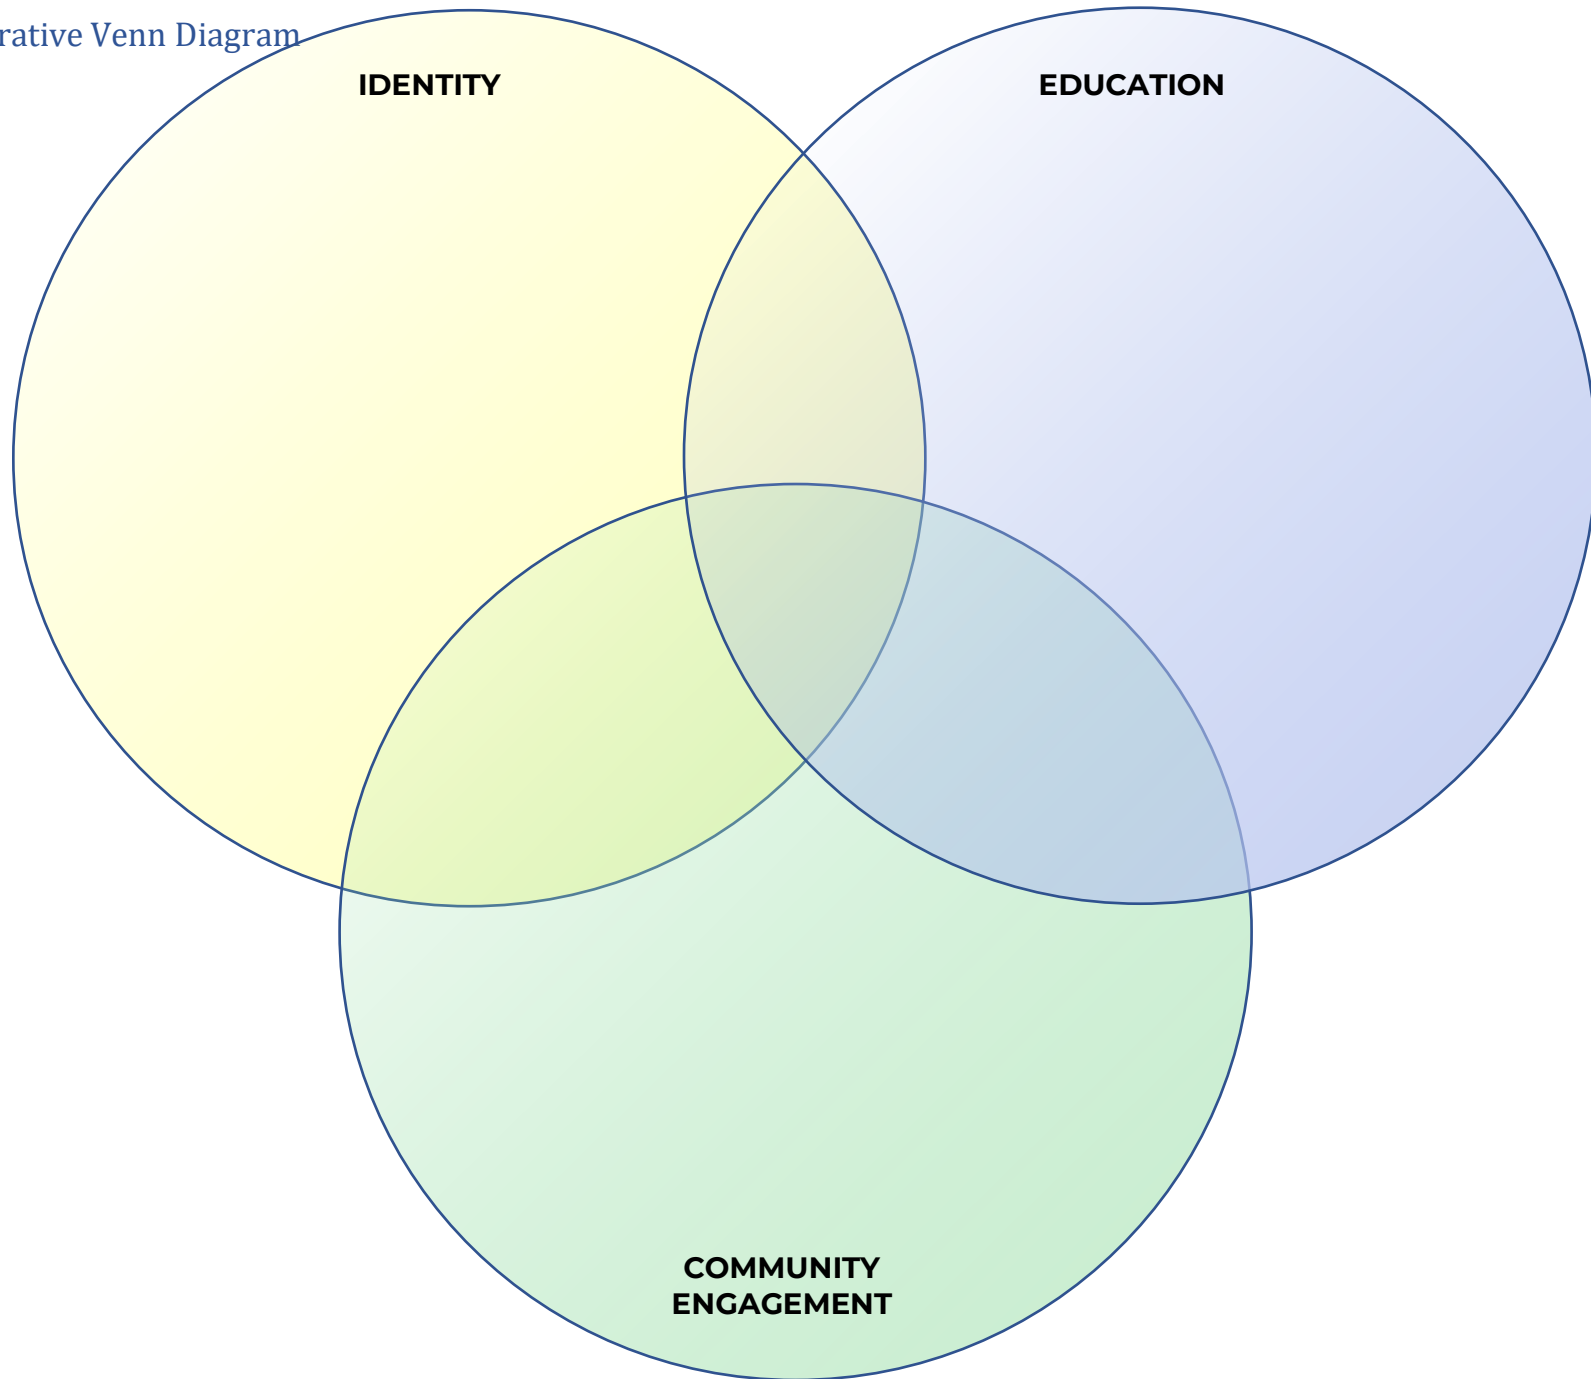 rative Venn Diagram
IDENTITY
EDUCATION
COMMUNITY
ENGAGEMENT